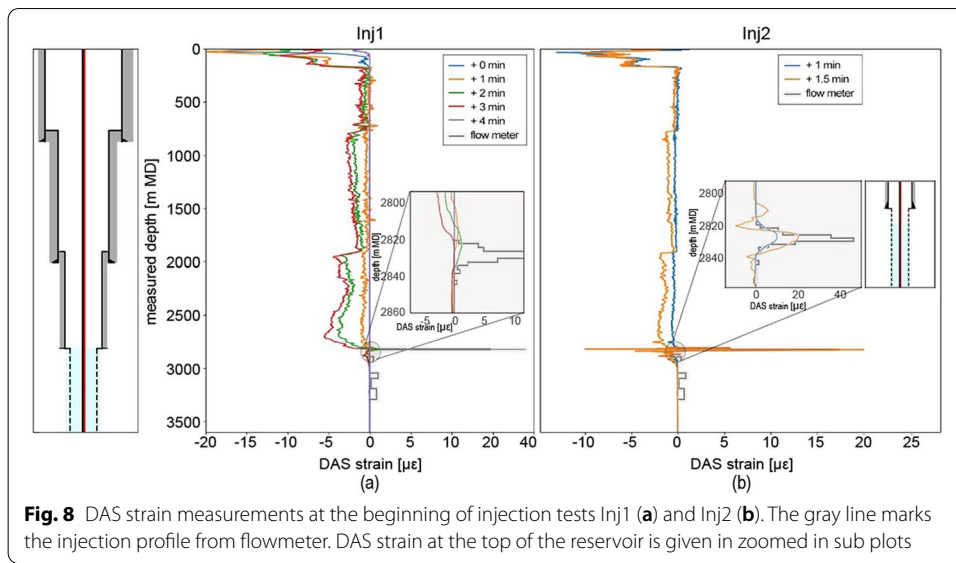 Inj1
Inj2
measured depth [m MD]
0
500
1000
1500
2000
2500
3000
3500
+ 0 min
+ 1 min
+ 2 min
+ 3 min
+ 4 min
flow meter
2800
2820
2840
2860
depth [m MD]
-5 0 5 10
DAS strain [με]
-20 -15 -10 -5 0 5 10 24 40
DAS strain [με]
(a)
+ 1 min
+ 1.5 min
flow meter
2800
2820
2840
depth [m MD]
0 20 40
DAS strain [με]
-10 -5 0 5 10 15 20 25
DAS strain [με]
(b)
Fig. 8 DAS strain measurements at the beginning of injection tests Inj1 (a) and Inj2 (b). The gray line marks
the injection profile from flowmeter. DAS strain at the top of the reservoir is given in zoomed in sub plots